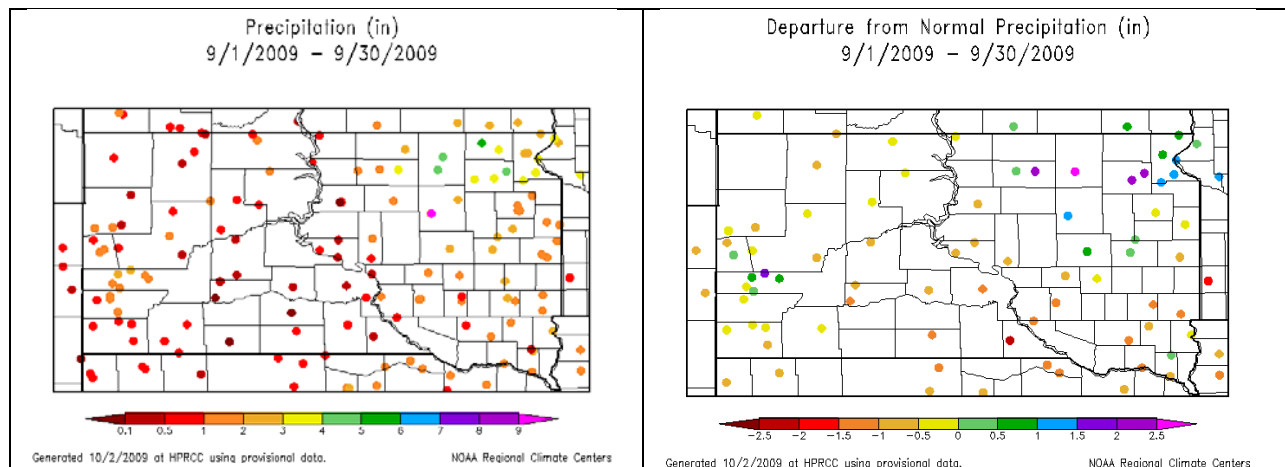 Precipitation (in)
9/1/2009 – 9/30/2009
0.1 0.5 1 2 3 4 5 6 7 8 9
Generated 10/2/2009 at HPRCC using provisional data. NOAA Regional Climate Centers
Departure from Normal Precipitation (in)
9/1/2009 – 9/30/2009
−2.5 −2 −1.5 −1 −0.5 0 0.5 1 1.5 2 2.5
Generated 10/2/2009 at HPRCC using provisional data. NOAA Regional Climate Centers